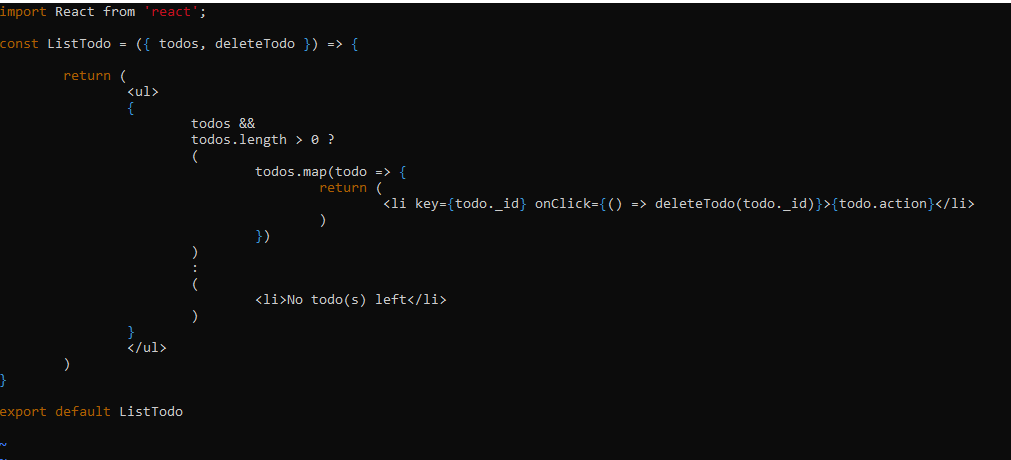 import React from 'react';
const ListTodo = ({ todos, deleteTodo }) => {
return (
<ul>
{
todos &&
todos.length > 0 ?
(
todos.map(todo => {
return (
<li key={todo._id} onClick={() => deleteTodo(todo._id)}>{todo.action}</li>
)
})
)
:
(
<li>No todo(s) left</li>
)
}
</ul>
)
}
export default ListTodo
~
~